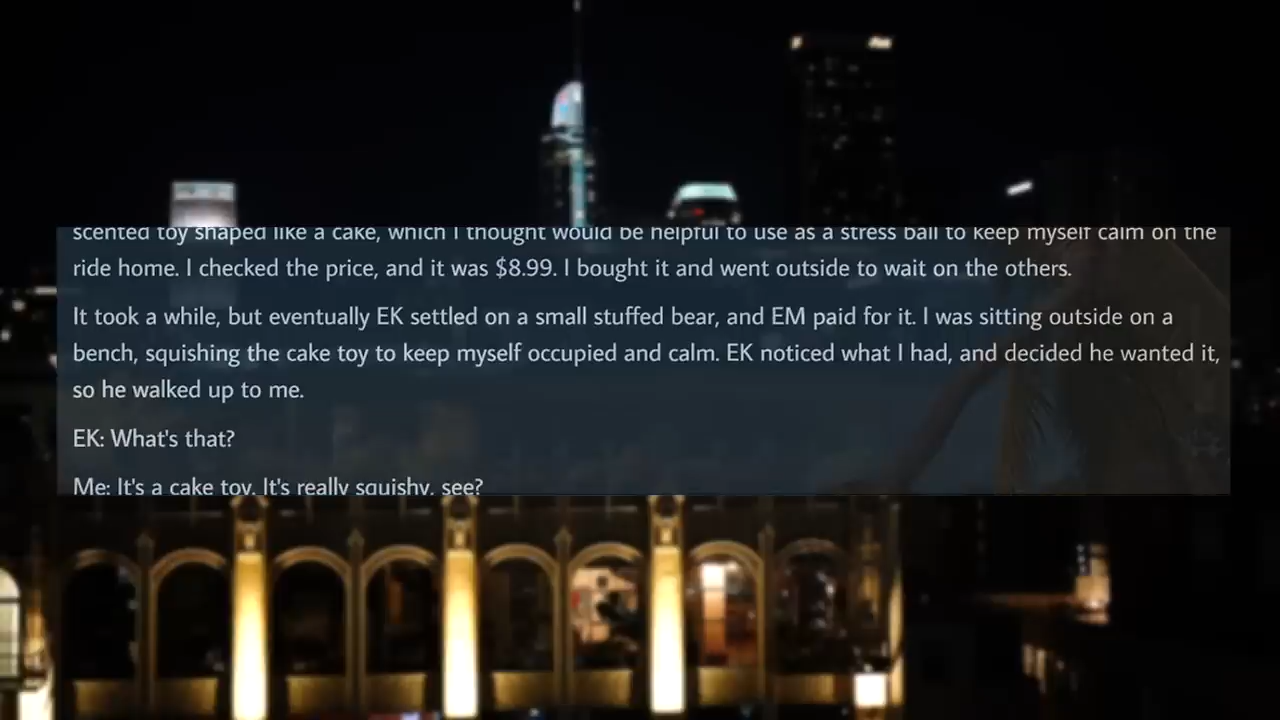 scented toy shaped like a cake, which I thought would be helpful to use as a stress ball to keep myself calm on the
ride home. I checked the price, and it was $8.99. I bought it and went outside to wait on the others.
It took a while, but eventually EK settled on a small stuffed bear, and EM paid for it. I was sitting outside on a
bench, squishing the cake toy to keep myself occupied and calm. EK noticed what I had, and decided he wanted it,
so he walked up to me.
EK: What's that?
Me: It's a cake toy. It's really squishy, see?